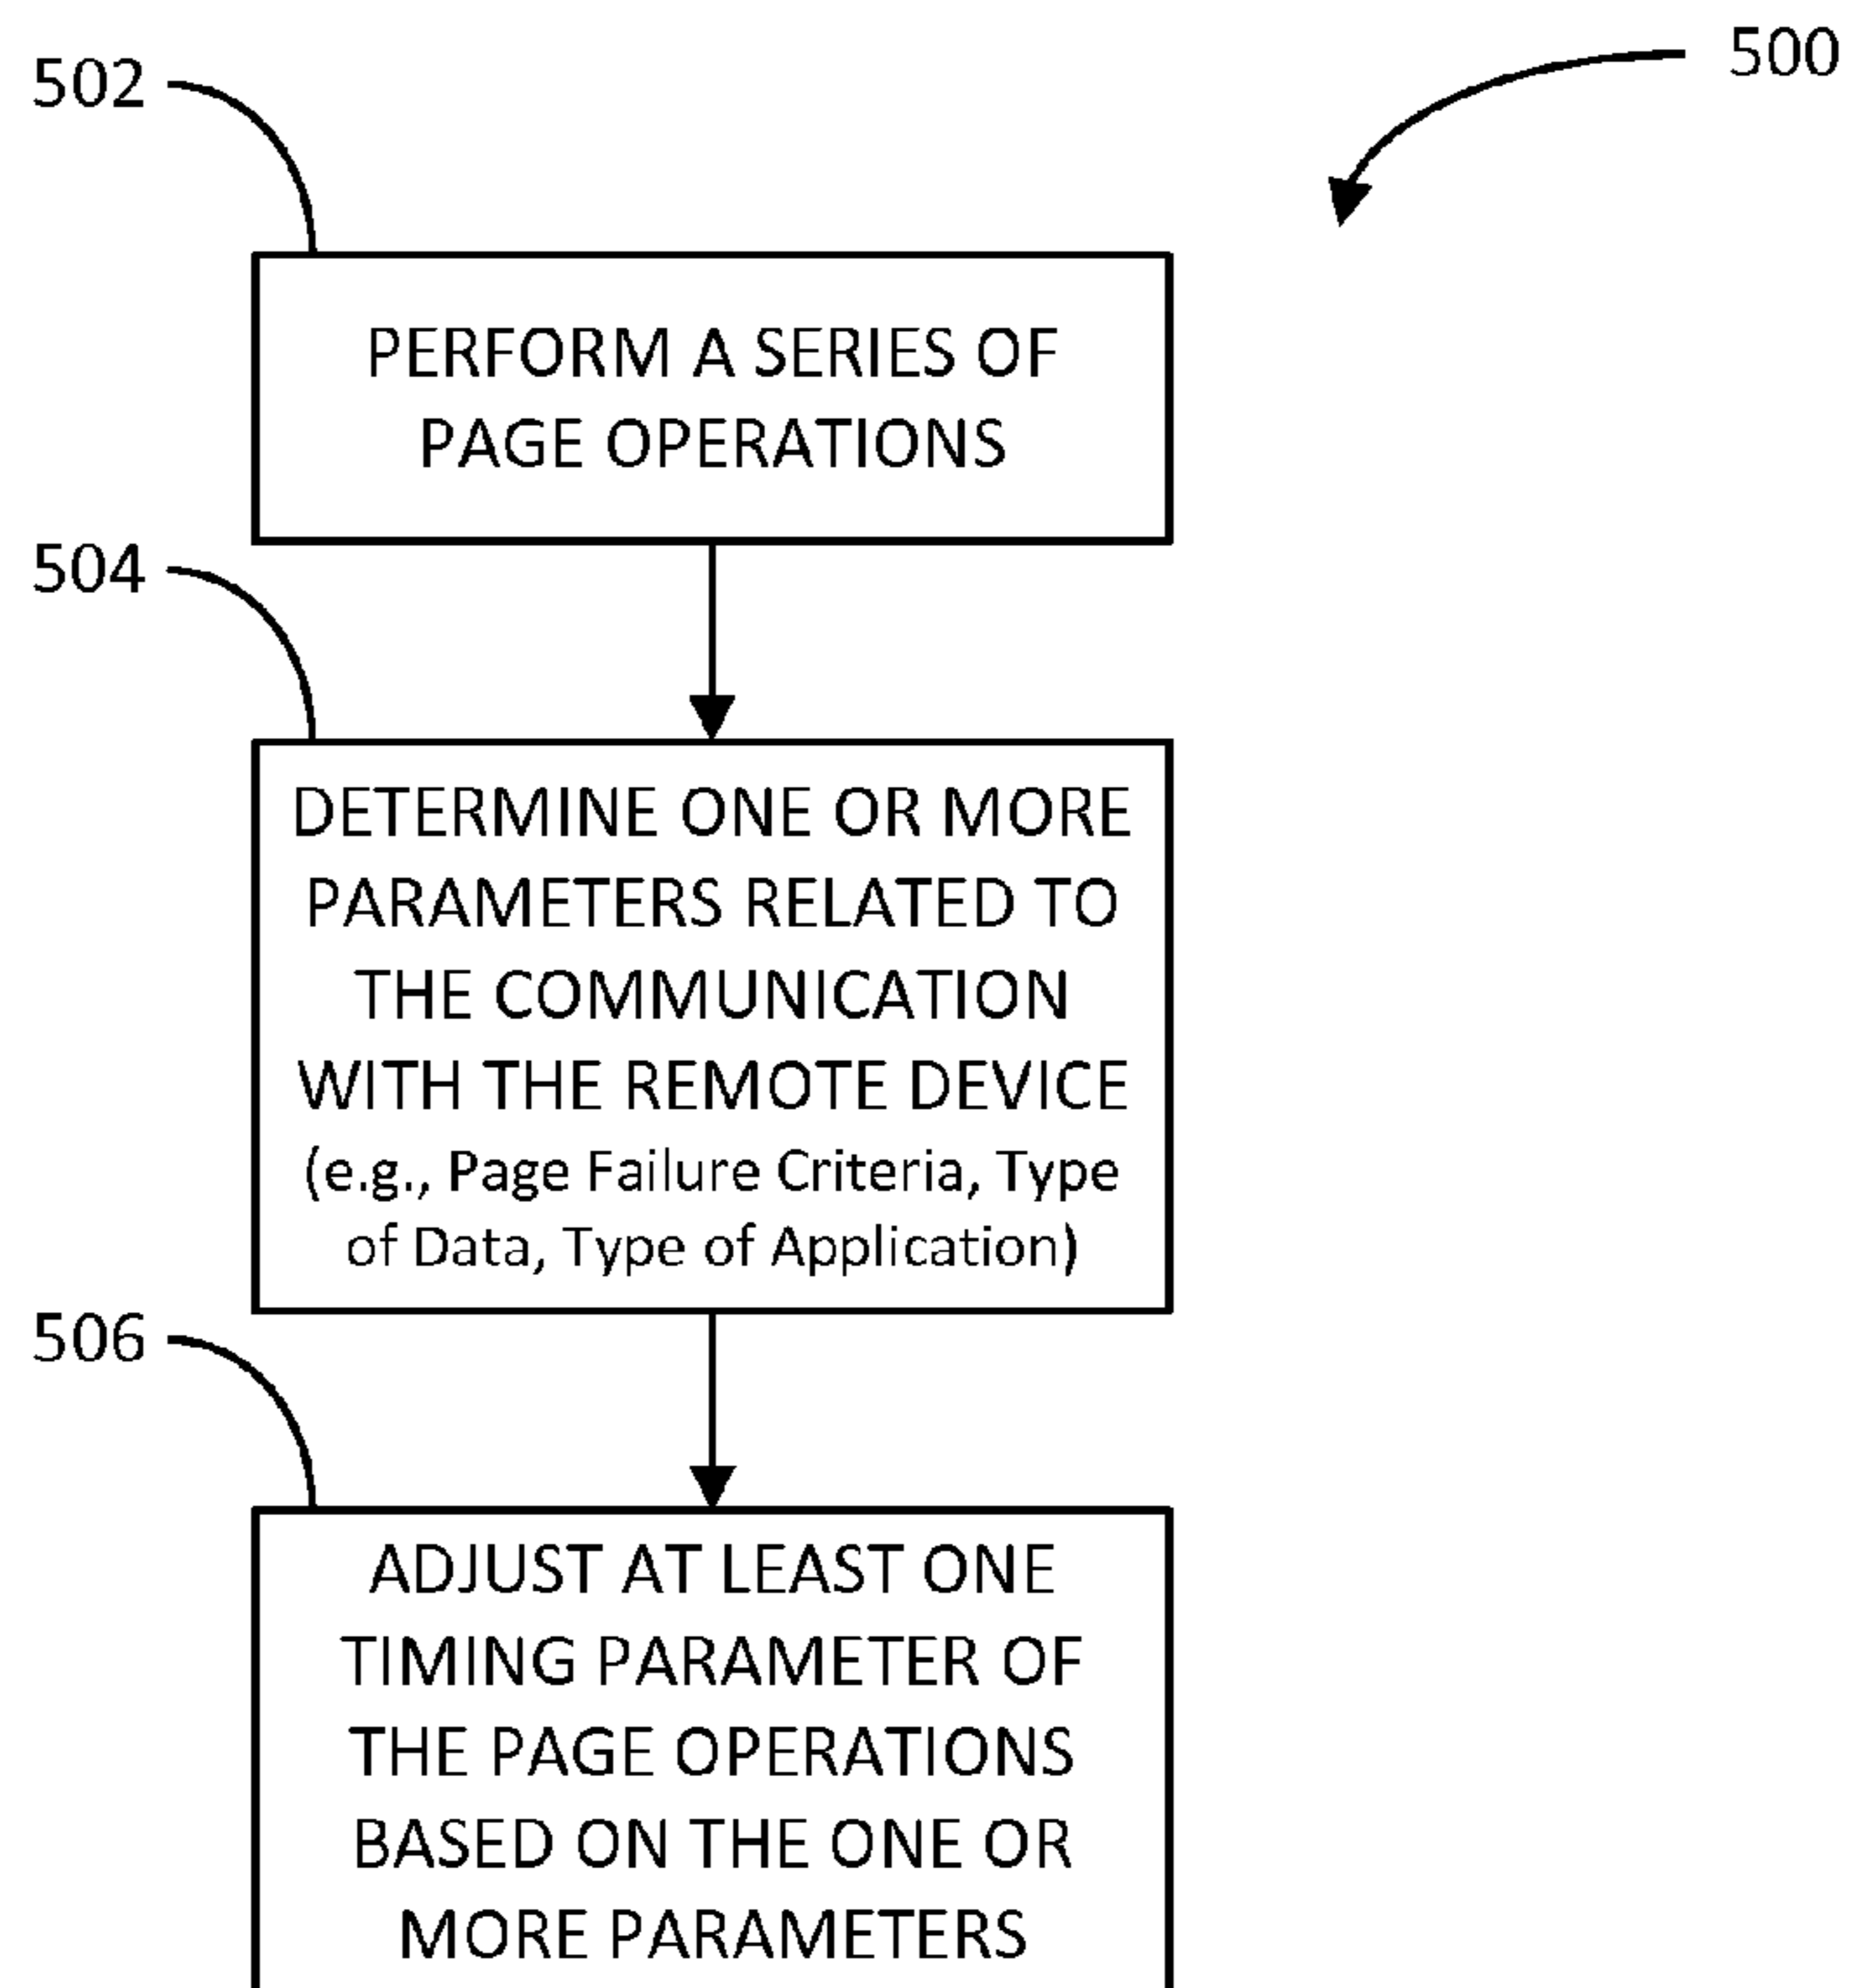 500
502
PERFORM A SERIES OF
PAGE OPERATIONS
504
DETERMINE ONE OR MORE
PARAMETERS RELATED TO
THE COMMUNICATION
WITH THE REMOTE DEVICE
(e.g., Page Failure Criteria, Type
of Data, Type of Application)
506
ADJUST AT LEAST ONE
TIMING PARAMETER OF
THE PAGE OPERATIONS
BASED ON THE ONE OR
MORE PARAMETERS